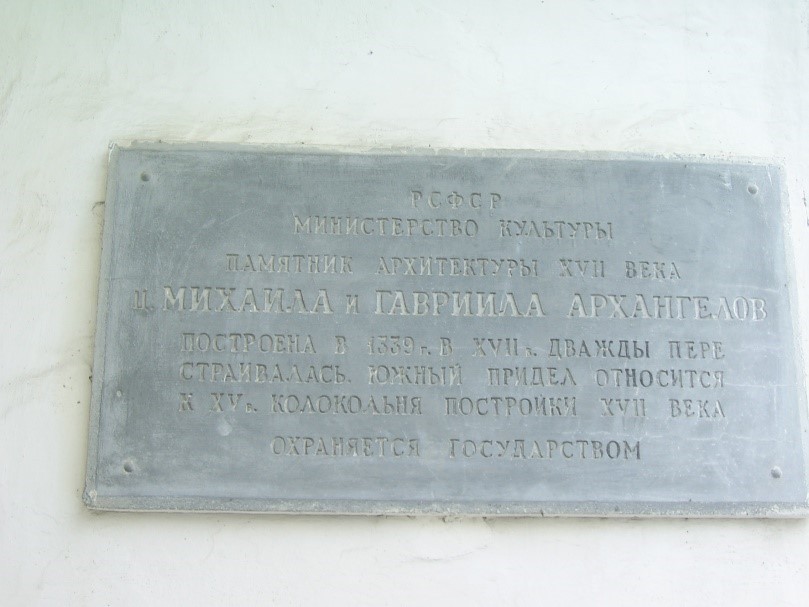 РСФСР
МИНИСТЕРСТВО КУЛЬТУРЫ
ПАМЯТНИК АРХИТЕКТУРЫ XVII ВЕКА
Ц. МИХАИЛА И ГАВРИИЛА АРХАНГЕЛОВ
ПОСТРОЕНА В 1339 г. В XVII в. ДВАЖДЫ ПЕРЕ
СТРАИВАЛАСЬ. ЮЖНЫЙ ПРИДЕЛ ОТНОСИТСЯ
К XV в. КОЛОКОЛЬНЯ ПОСТРОЙКИ XVII ВЕКА
ОХРАНЯЕТСЯ ГОСУДАРСТВОМ